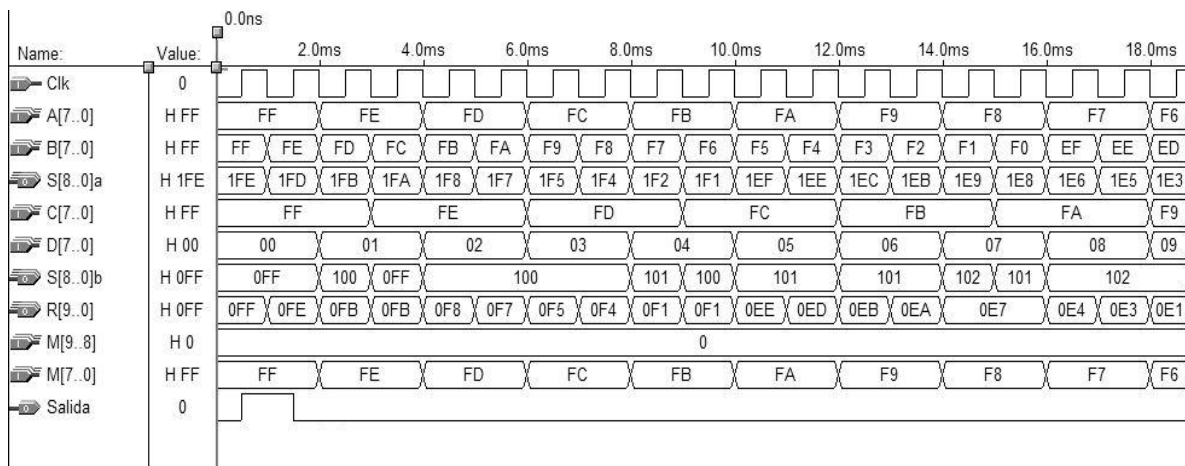 0.0ns
Name: Value: 2.0ms 4.0ms 6.0ms 8.0ms 10.0ms 12.0ms 14.0ms 16.0ms 18.0ms
Clk 0
A[7..0] H FF FF FE FD FC FB FA F9 F8 F7 F6
B[7..0] H FF FF FE FD FC FB FA F9 F8 F7 F6 F5 F4 F3 F2 F1 F0 EF EE ED
S[8..0]a H 1FE 1FE 1FD 1FB 1FA 1F8 1F7 1F5 1F4 1F2 1F1 1EF 1EE 1EC 1EB 1E9 1E8 1E6 1E5 1E3
C[7..0] H FF FF FE FD FC FB FA F9
D[7..0] H 00 00 01 02 03 04 05 06 07 08 09
S[8..0]b H 0FF 0FF 100 0FF 100 101 100 101 101 102 101 102
R[9..0] H 0FF 0FF 0FE 0FB 0FB 0F8 0F7 0F5 0F4 0F1 0F1 0EE 0ED 0EB 0EA 0E7 0E4 0E3 0E1
M[9..8] H 0 0
M[7..0] H FF FF FE FD FC FB FA F9 F8 F7 F6
Salida 0